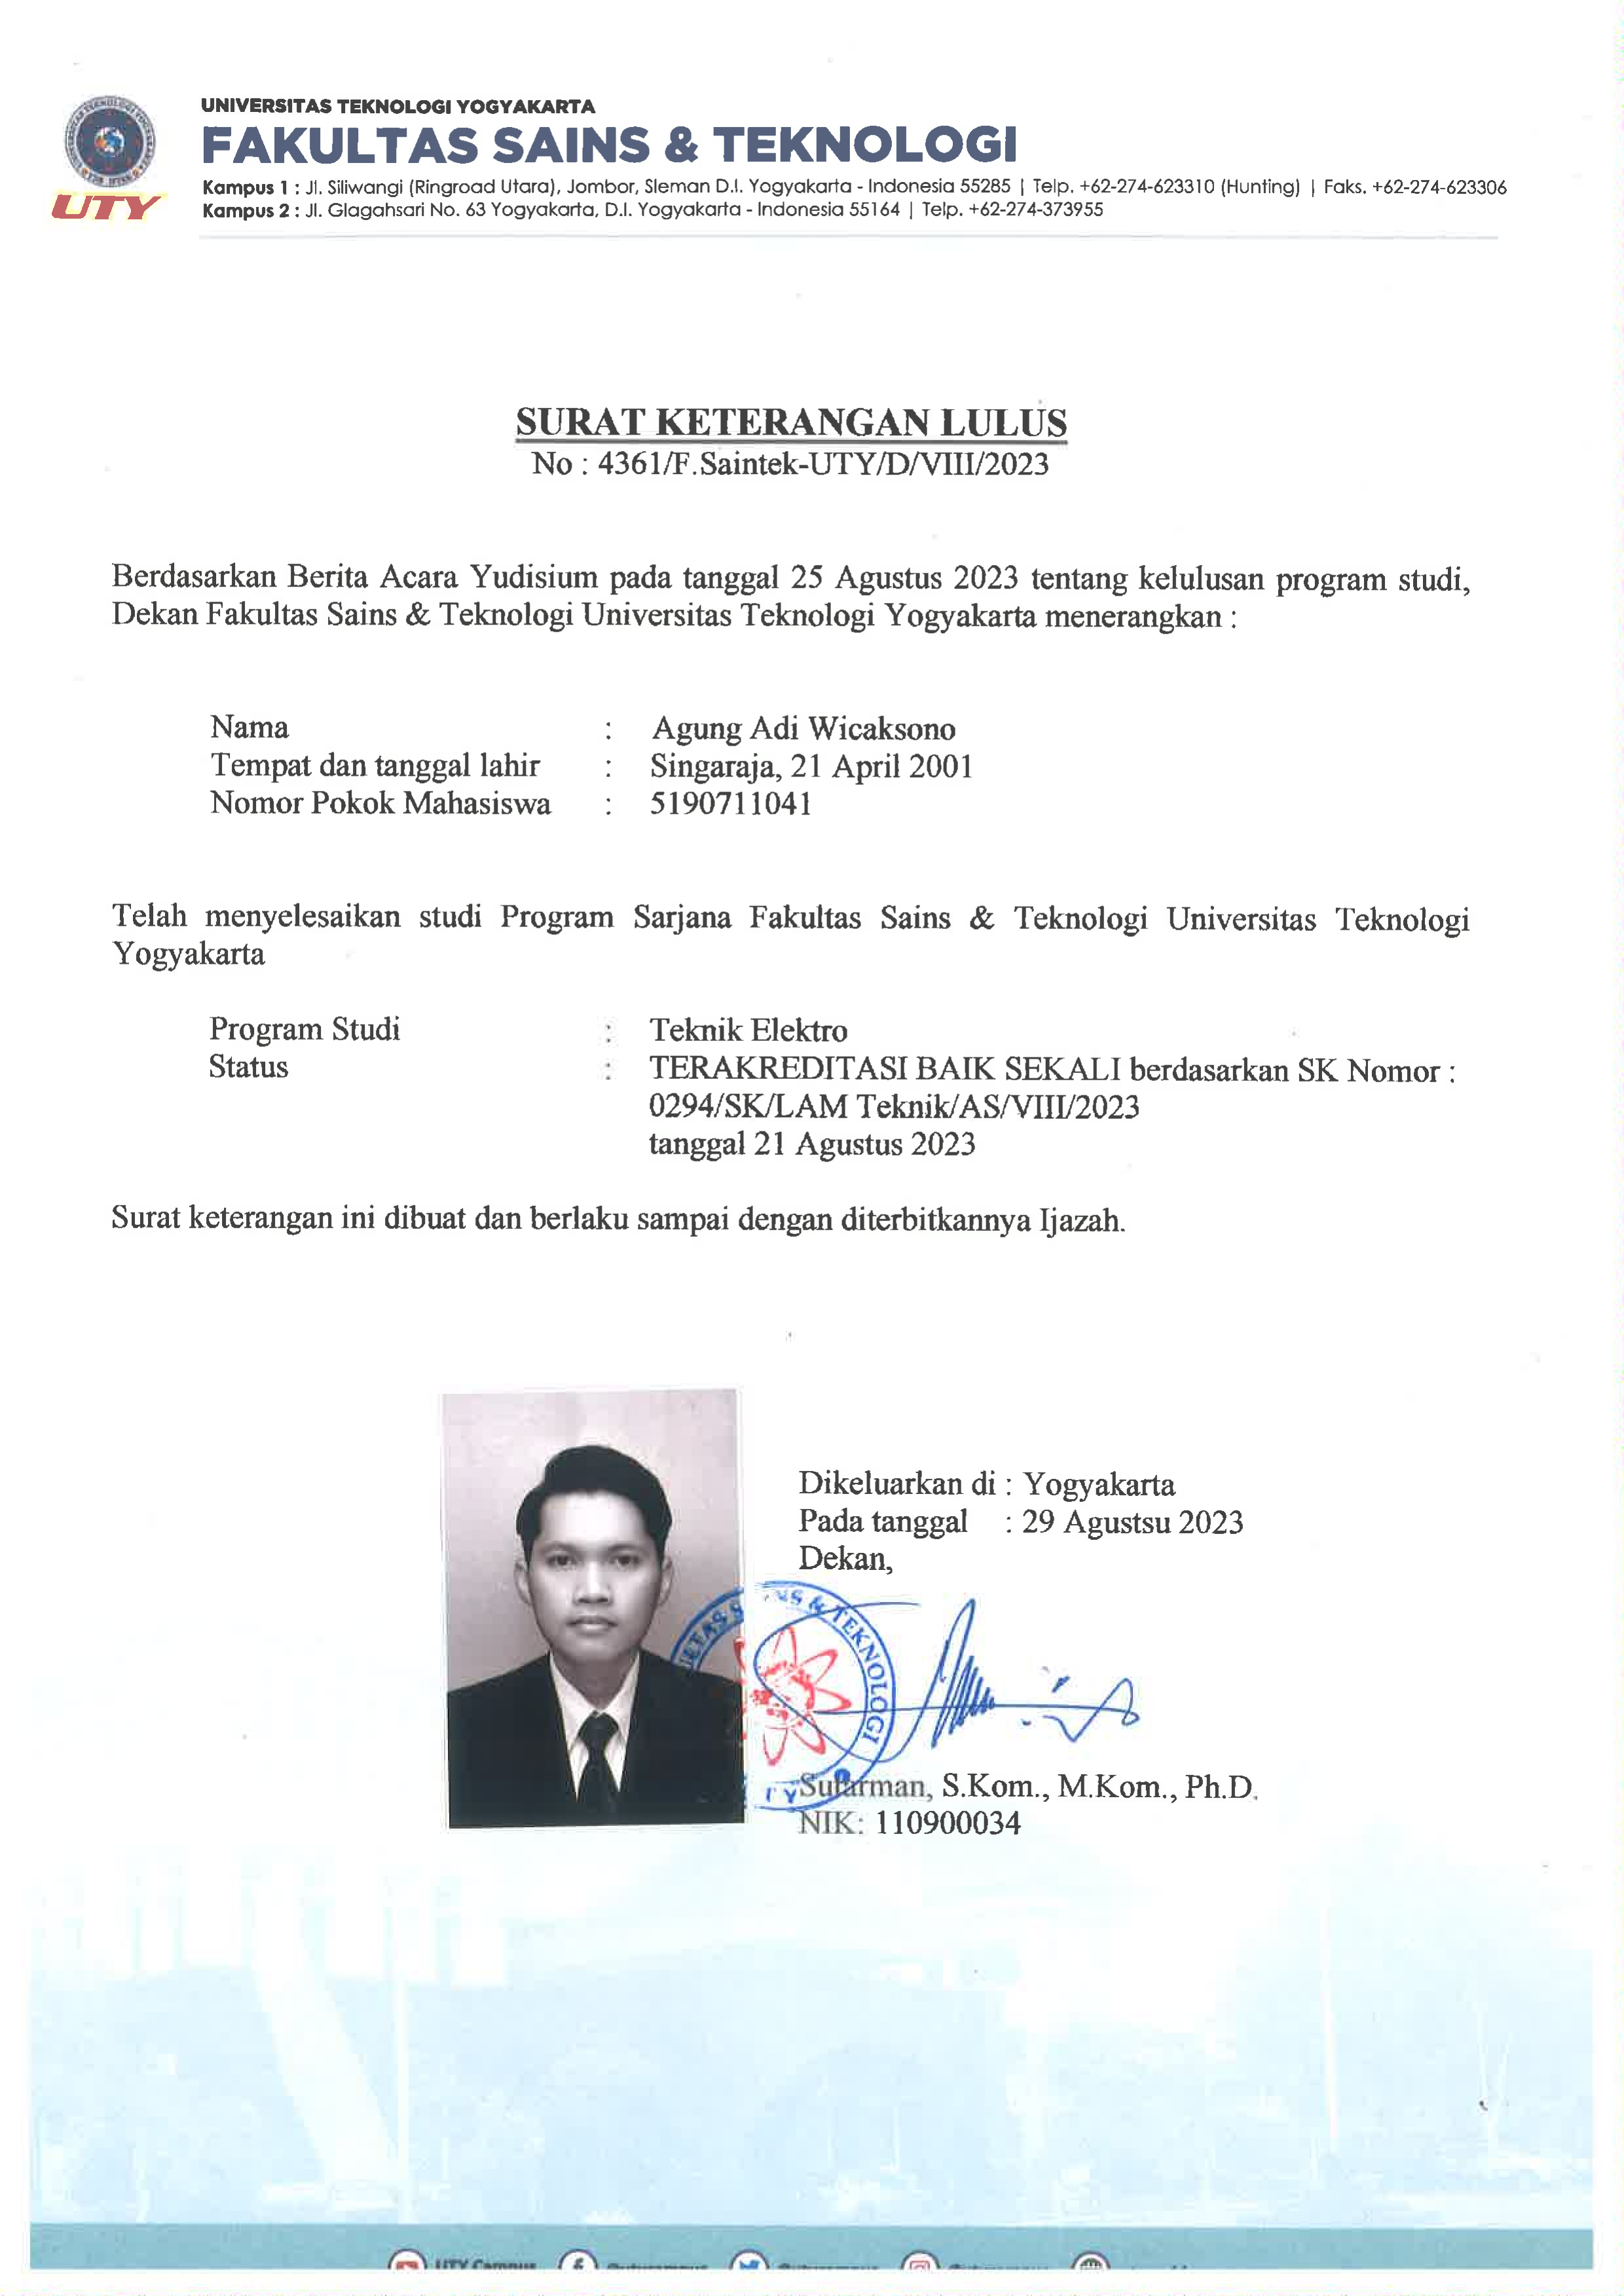 UNIVERSITAS TEKNOLOGI YOGYAKARTA
FAKULTAS SAINS & TEKNOLOGI
Kampus 1 : Jl. Siliwangi (Ringroad Utara), Jombor, Sleman D.I. Yogyakarta - Indonesia 55285 | Telp. +62-274-623310 (Hunting) | Faks. +62-274-623306
Kampus 2 : Jl. Glagahsari No. 63 Yogyakarta, D.I. Yogyakarta - Indonesia 55164 | Telp. +62-274-373955
UTY
SURAT KETERANGAN LULUS
No : 4361/F.Saintek-UTY/D/VIII/2023
Berdasarkan Berita Acara Yudisium pada tanggal 25 Agustus 2023 tentang kelulusan program studi,
Dekan Fakultas Sains & Teknologi Universitas Teknologi Yogyakarta menerangkan :
Nama : Agung Adi Wicaksono
Tempat dan tanggal lahir : Singaraja, 21 April 2001
Nomor Pokok Mahasiswa : 5190711041
Telah menyelesaikan studi Program Sarjana Fakultas Sains & Teknologi Universitas Teknologi
Yogyakarta
Program Studi : Teknik Elektro
Status : TERAKREDITASI BAIK SEKALI berdasarkan SK Nomor :
0294/SK/LAM Teknik/AS/VIII/2023
tanggal 21 Agustus 2023
Surat keterangan ini dibuat dan berlaku sampai dengan diterbitkannya Ijazah.
Dikeluarkan di : Yogyakarta
Pada tanggal : 29 Agustsu 2023
Dekan,
& TEKNOLOGI
Sutarman, S.Kom., M.Kom., Ph.D.
NIK: 110900034
UTY Campus